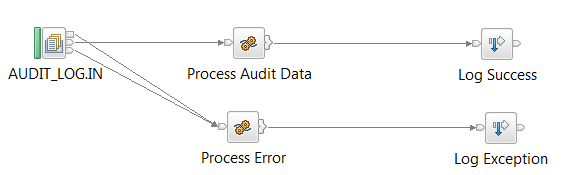 AUDIT_LOG.IN
Process Audit Data
Log Success
Process Error
Log Exception